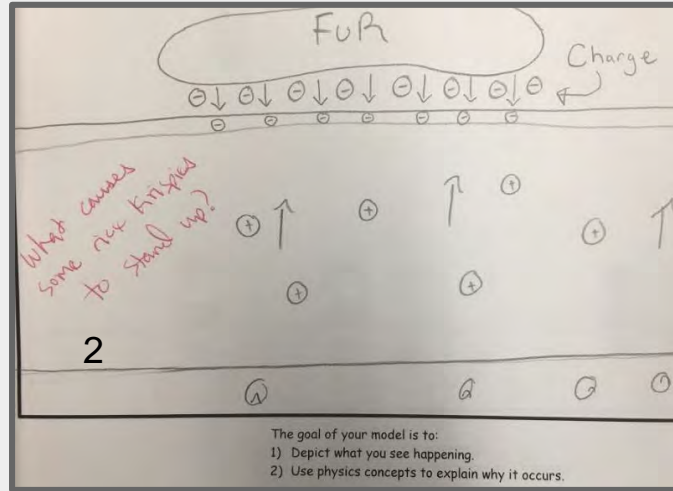 FUR
Charge
What causes
some rice krispies
to stand up?
2
The goal of your model is to:
1) Depict what you see happening.
2) Use physics concepts to explain why it occurs.